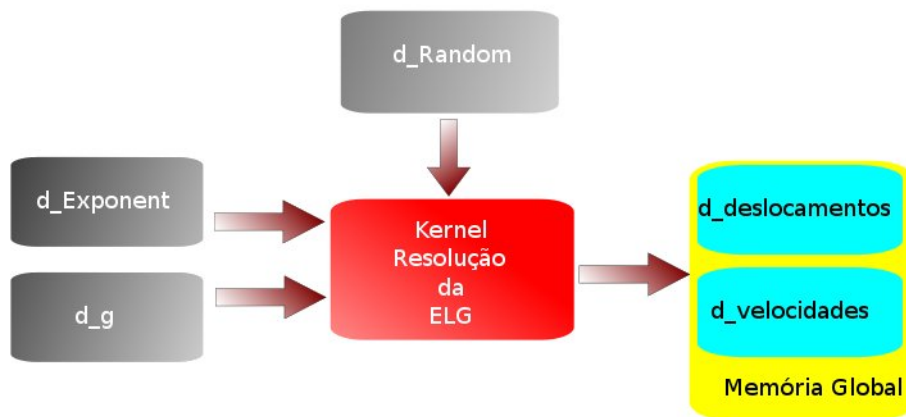 d_Random
d_Exponent
d_g
Kernel
Resolução
da
ELG
d_deslocamentos
d_velocidades
Memória Global